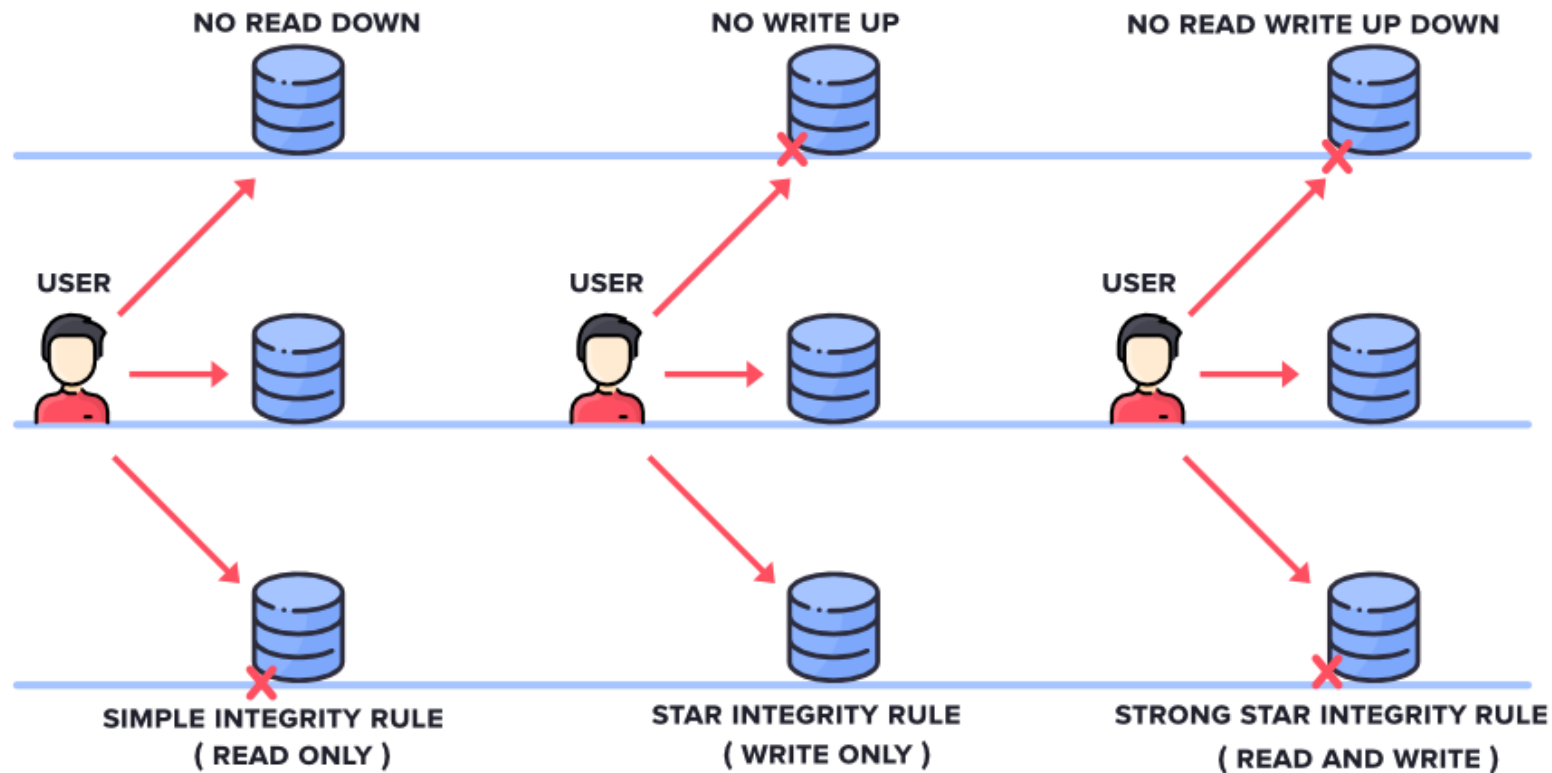 NO READ DOWN
NO WRITE UP
NO READ WRITE UP DOWN
USER
USER
USER
SIMPLE INTEGRITY RULE
( READ ONLY )
STAR INTEGRITY RULE
( WRITE ONLY )
STRONG STAR INTEGRITY RULE
( READ AND WRITE )